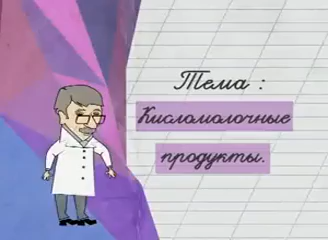 Тема :
Кисломолочные
продукты.